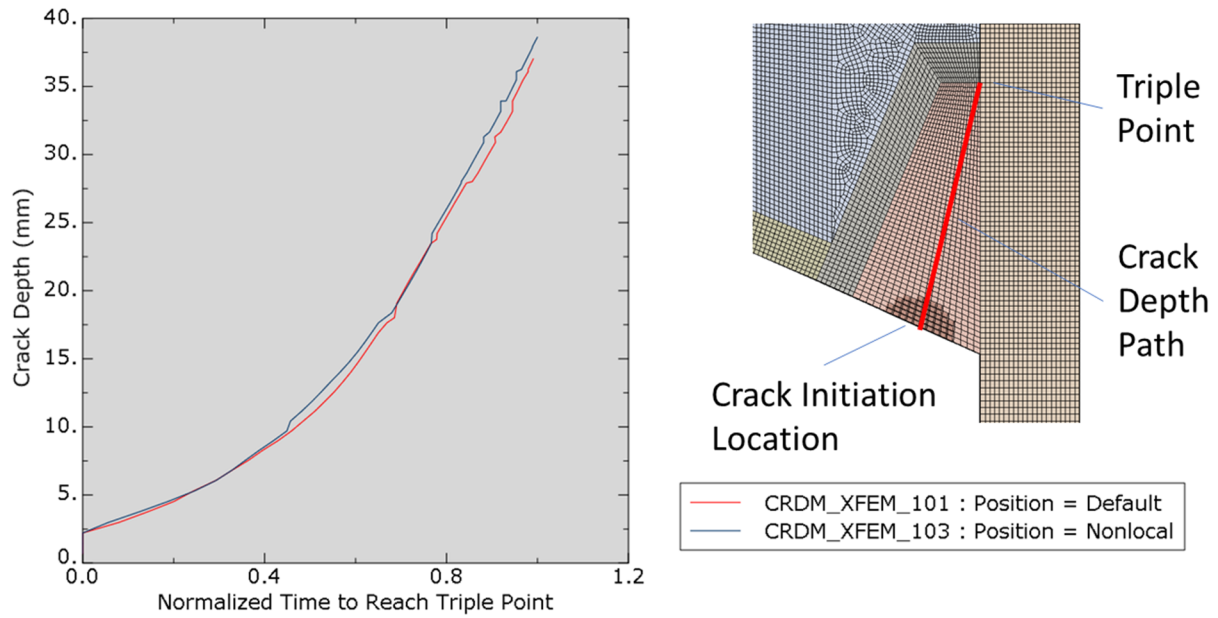 40.
35.
30.
25.
20.
15.
10.
5.
0.
Crack Depth (mm)
0.0
0.4
0.8
1.2
Normalized Time to Reach Triple Point
Triple
Point
Crack
Depth
Path
Crack Initiation
Location
CRDM_XFEM_101 : Position = Default
CRDM_XFEM_103 : Position = Nonlocal